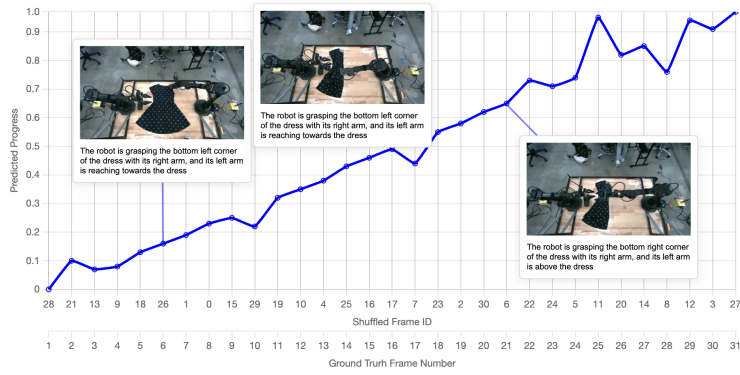 1.0
0.9
0.8
0.7
0.6
0.5
0.4
0.3
0.2
0.1
0
Predicted Progress
The robot is grasping the bottom left corner
of the dress with its right arm, and its left arm
is reaching towards the dress
The robot is grasping the bottom left corner
of the dress with its right arm, and its left arm
is reaching towards the dress
The robot is grasping the bottom right corner
of the dress with its right arm, and its left arm
is above the dress
28 21 13 9 18 26 1 0 15 29 19 10 4 25 16 17 7 23 2 30 6 22 24 5 11 20 14 8 12 3 27
Shuffled Frame ID
1 2 3 4 5 6 7 8 9 10 11 12 13 14 15 16 17 18 19 20 21 22 23 24 25 26 27 28 29 30 31
Ground Trurh Frame Number